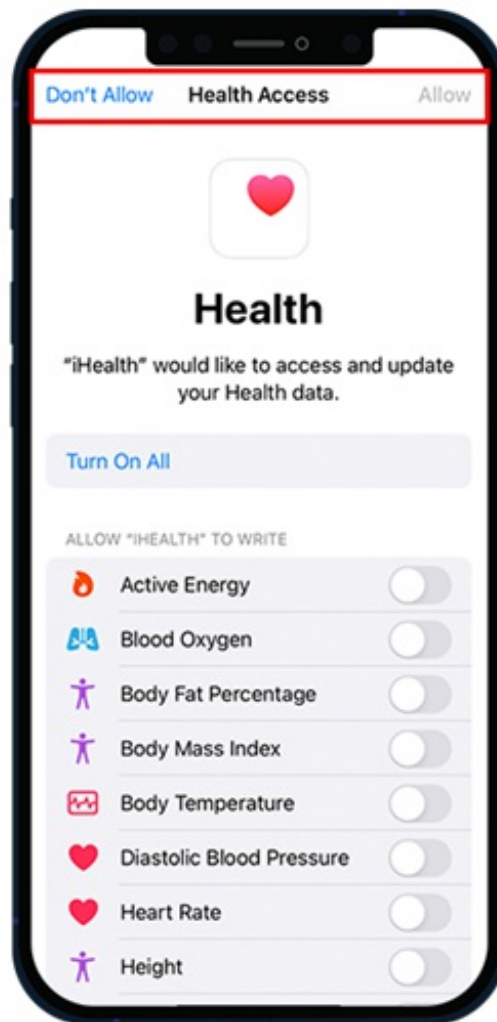 Don't Allow Health Access Allow
Health
"iHealth" would like to access and update
your Health data.
Turn On All
ALLOW "IHEALTH" TO WRITE
Active Energy
Blood Oxygen
Body Fat Percentage
Body Mass Index
Body Temperature
Diastolic Blood Pressure
Heart Rate
Height